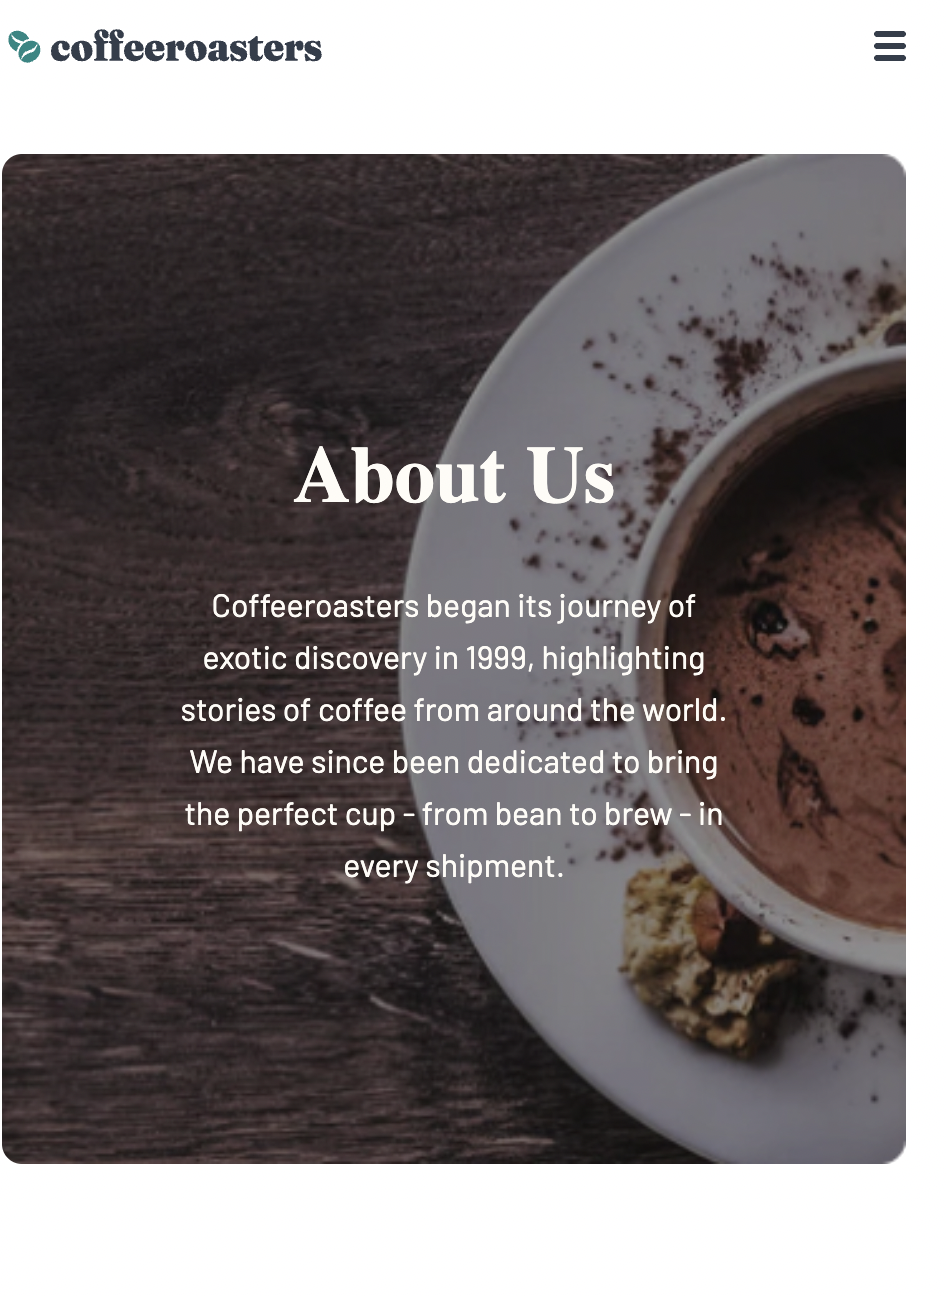 coffeeroasters
About Us
Coffeeroasters began its journey of
exotic discovery in 1999, highlighting
stories of coffee from around the world.
We have since been dedicated to bring
the perfect cup - from bean to brew - in
every shipment.